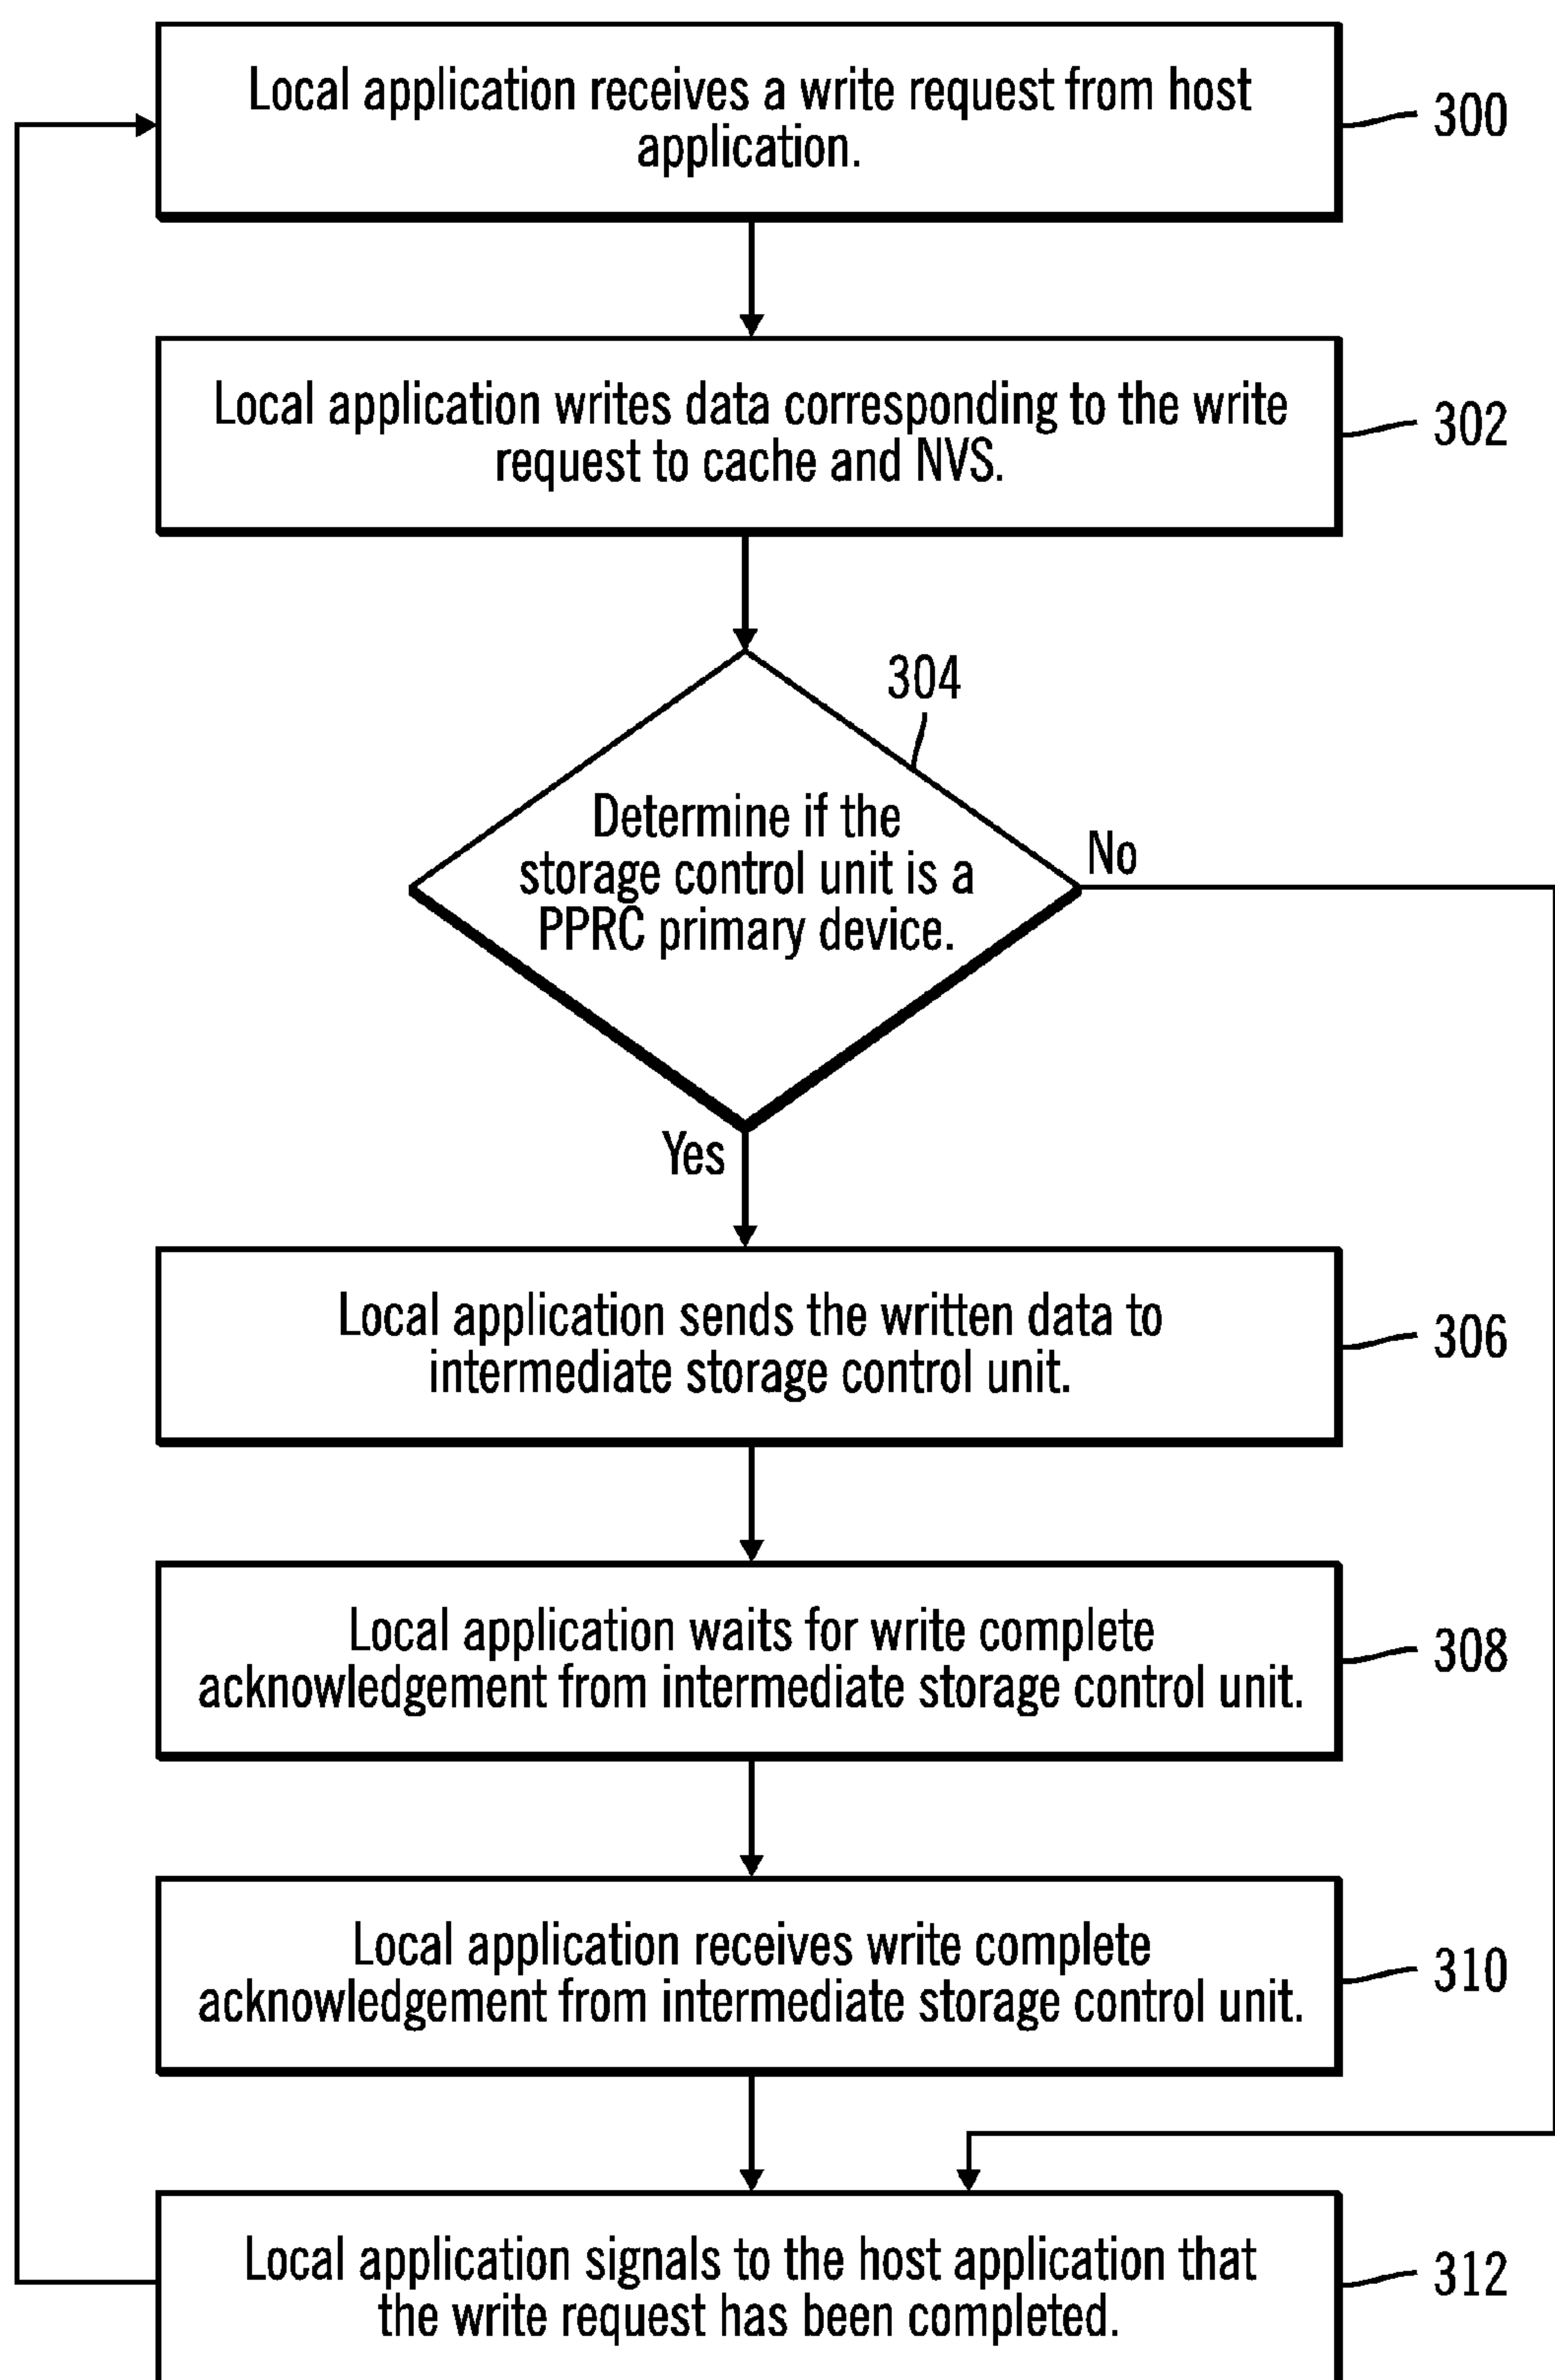 Local application receives a write request from host
application.
300
Local application writes data corresponding to the write
request to cache and NVS.
302
304
Determine if the
storage control unit is a
PPRC primary device.
No
Yes
Local application sends the written data to
intermediate storage control unit.
306
Local application waits for write complete
acknowledgement from intermediate storage control unit.
308
Local application receives write complete
acknowledgement from intermediate storage control unit.
310
Local application signals to the host application that
the write request has been completed.
312